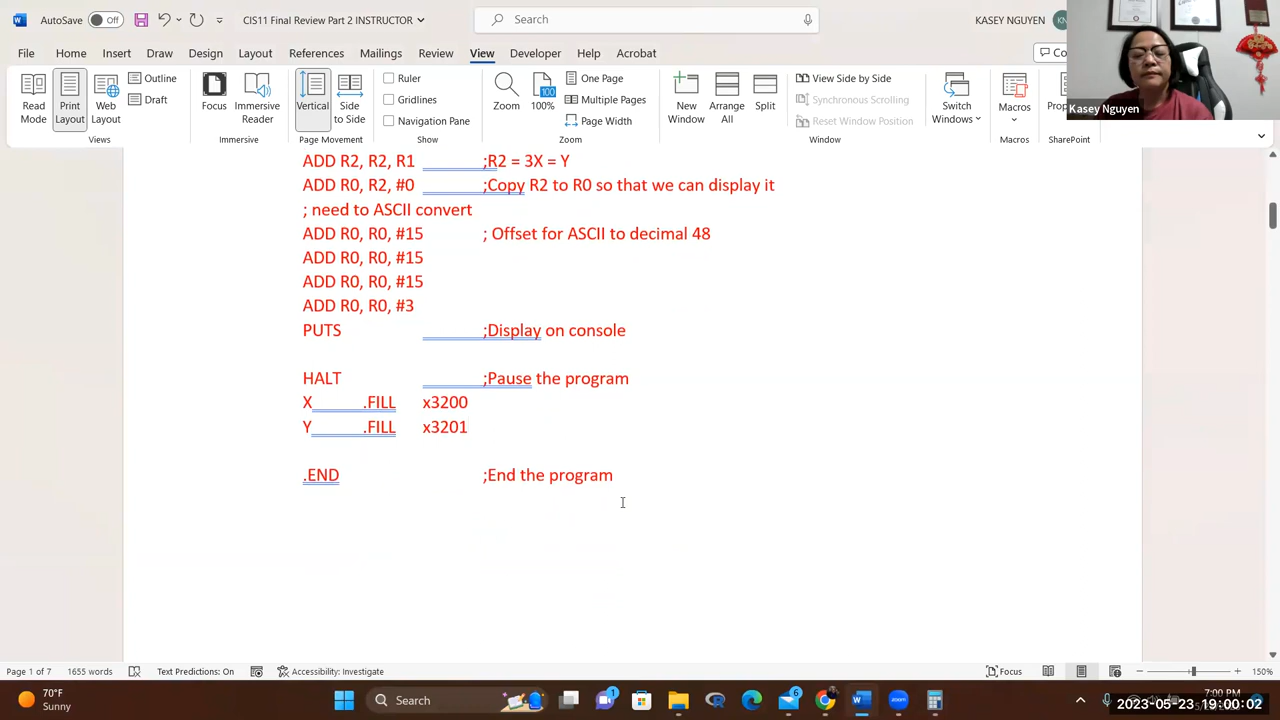 AutoSave Off CIS11 Final Review Part 2 INSTRUCTOR Search KASEY NGUYEN KN
File Home Insert Draw Design Layout References Mailings Review View Developer Help Acrobat
Read Mode
Print Layout
Web Layout
Outline
Draft
Views
Focus
Immersive Reader
Immersive
Vertical
Side to Side
Page Movement
Ruler
Gridlines
Navigation Pane
Show
Zoom
100
100%
One Page
Multiple Pages
Page Width
Zoom
New Window
Arrange All
Split
View Side by Side
Synchronous Scrolling
Reset Window Position
Window
Switch Windows
Macros
Macros
SharePoint
Kasey Nguyen
ADD R2, R2, R1 ;R2 = 3X = Y
ADD R0, R2, #0 ;Copy R2 to R0 so that we can display it
; need to ASCII convert
ADD R0, R0, #15 ; Offset for ASCII to decimal 48
ADD R0, R0, #15
ADD R0, R0, #15
ADD R0, R0, #3
PUTS ;Display on console
HALT ;Pause the program
X .FILL x3200
Y .FILL x3201
.END ;End the program
Page 1 of 7 1655 words Text Predictions: On Accessibility: Investigate Focus 150%
70°F
Sunny
Search
1
6
zoom
7:00 PM
2023-05-23 19:00:02